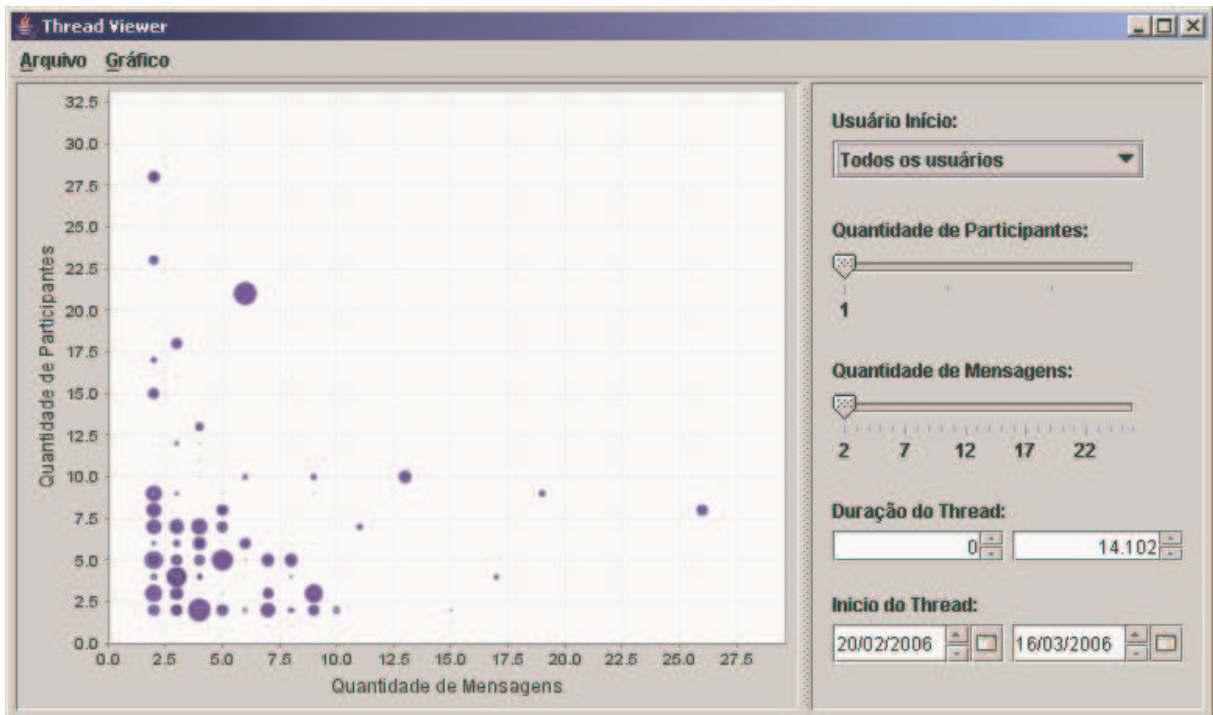 Thread Viewer
Arquivo Gráfico
32.5
30.0
27.5
25.0
22.5
20.0
17.5
15.0
12.5
10.0
7.5
5.0
2.5
0.0
Quantidade de Participantes
0.0 2.5 5.0 7.5 10.0 12.5 15.0 17.5 20.0 22.5 25.0 27.5
Quantidade de Mensagens
Usuário Início:
Todos os usuários
Quantidade de Participantes:
1
Quantidade de Mensagens:
2 7 12 17 22
Duração do Thread:
0 14.102
Inicio do Thread:
20/02/2006 16/03/2006